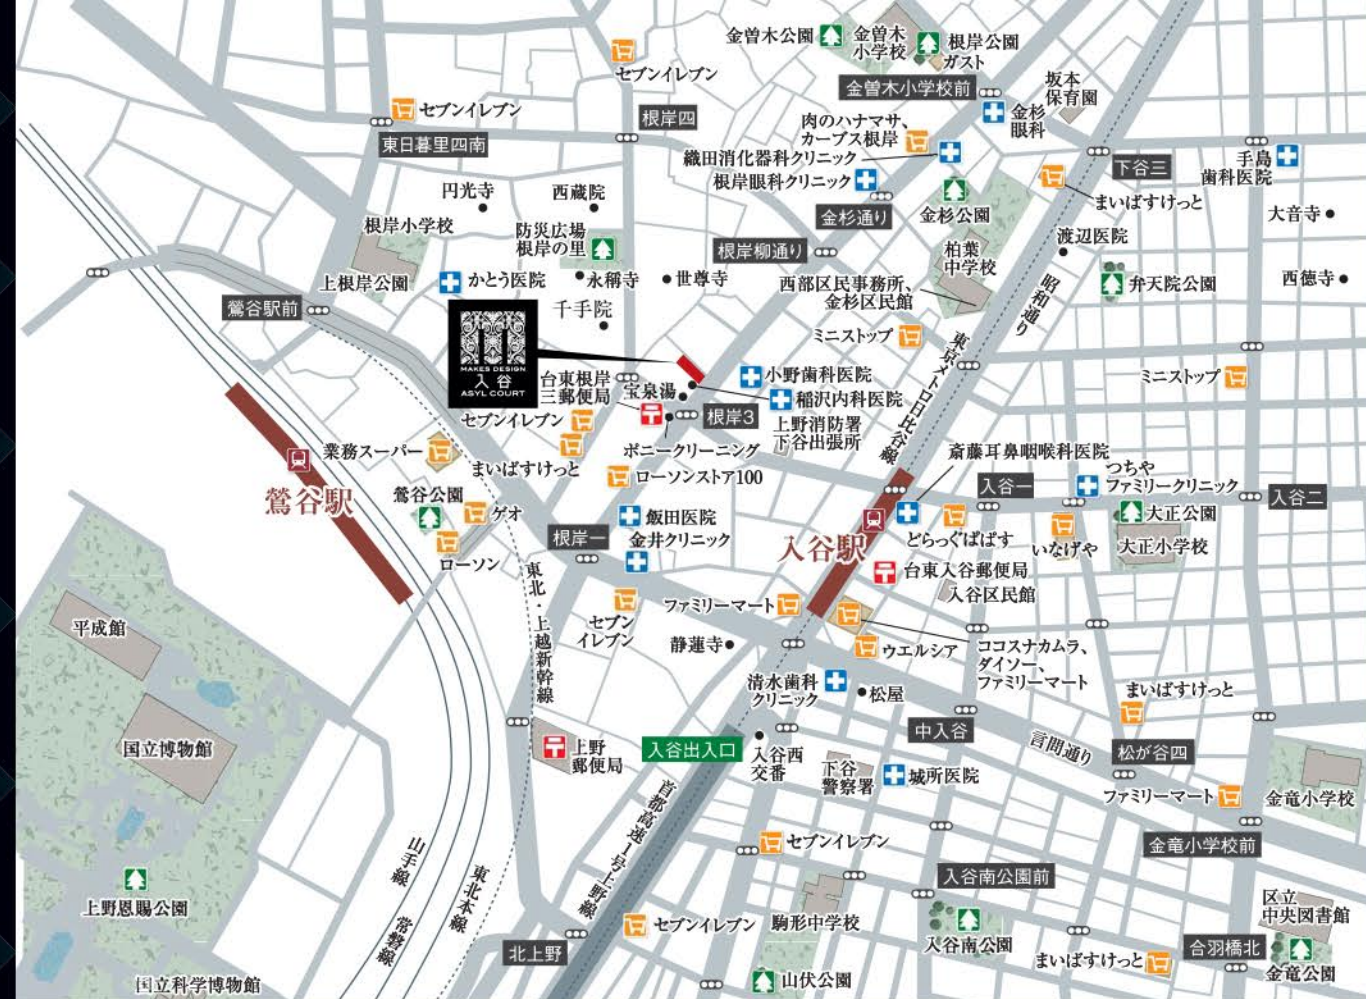 金曽木公園
金曽木
小学校
根岸公園
ガスト
セブンイレブン
金曽木小学校前
坂本
保育園
セブンイレブン
根岸四
金杉
眼科
肉のハナマサ、
カーブス根岸
東日暮里四南
織田消化器科クリニック
下谷三
手島
歯科医院
根岸眼科クリニック
円光寺
西蔵院
まいばすけっと
金杉通り
金杉公園
大音寺
根岸小学校
防災広場
根岸の里
渡辺医院
根岸柳通り
柏葉
中学校
上根岸公園
かとう医院
永稱寺
世尊寺
西部区民事務所、
金杉区民館
昭和通り
弁天院公園
西徳寺
鶯谷駅前
千手院
MAKES DESIGN
入谷
ASYL COURT
ミニストップ
東京メトロ日比谷線
台東根岸
三郵便局
宝泉湯
小野歯科医院
ミニストップ
稲沢内科医院
セブンイレブン
根岸3
上野消防署
下谷出張所
業務スーパー
まいばすけっと
ポニークリーニング
斎藤耳鼻咽喉科医院
ローソンストア100
つちや
ファミリークリニック
入谷一
入谷二
鶯谷駅
鶯谷公園
ゲオ
飯田医院
大正公園
根岸一
金井クリニック
入谷駅
どらっぐぱぱす
いなげや
大正小学校
ローソン
台東入谷郵便局
入谷区民館
東北・上越新幹線
セブン
イレブン
ファミリーマート
平成館
静蓮寺
ウエルシア
ココスナカムラ、
ダイソー、
ファミリーマート
清水歯科
クリニック
松屋
まいばすけっと
国立博物館
上野
郵便局
入谷出入口
入谷西
交番
中入谷
言問通り
松が谷四
下谷
警察署
城所医院
ファミリーマート
金竜小学校
首都高速1号上野線
山手線
セブンイレブン
金竜小学校前
上野恩賜公園
東北本線
入谷南公園前
区立
中央図書館
常磐線
セブンイレブン
駒形中学校
入谷南公園
北上野
まいばすけっと
合羽橋北
国立科学博物館
山伏公園
金竜公園